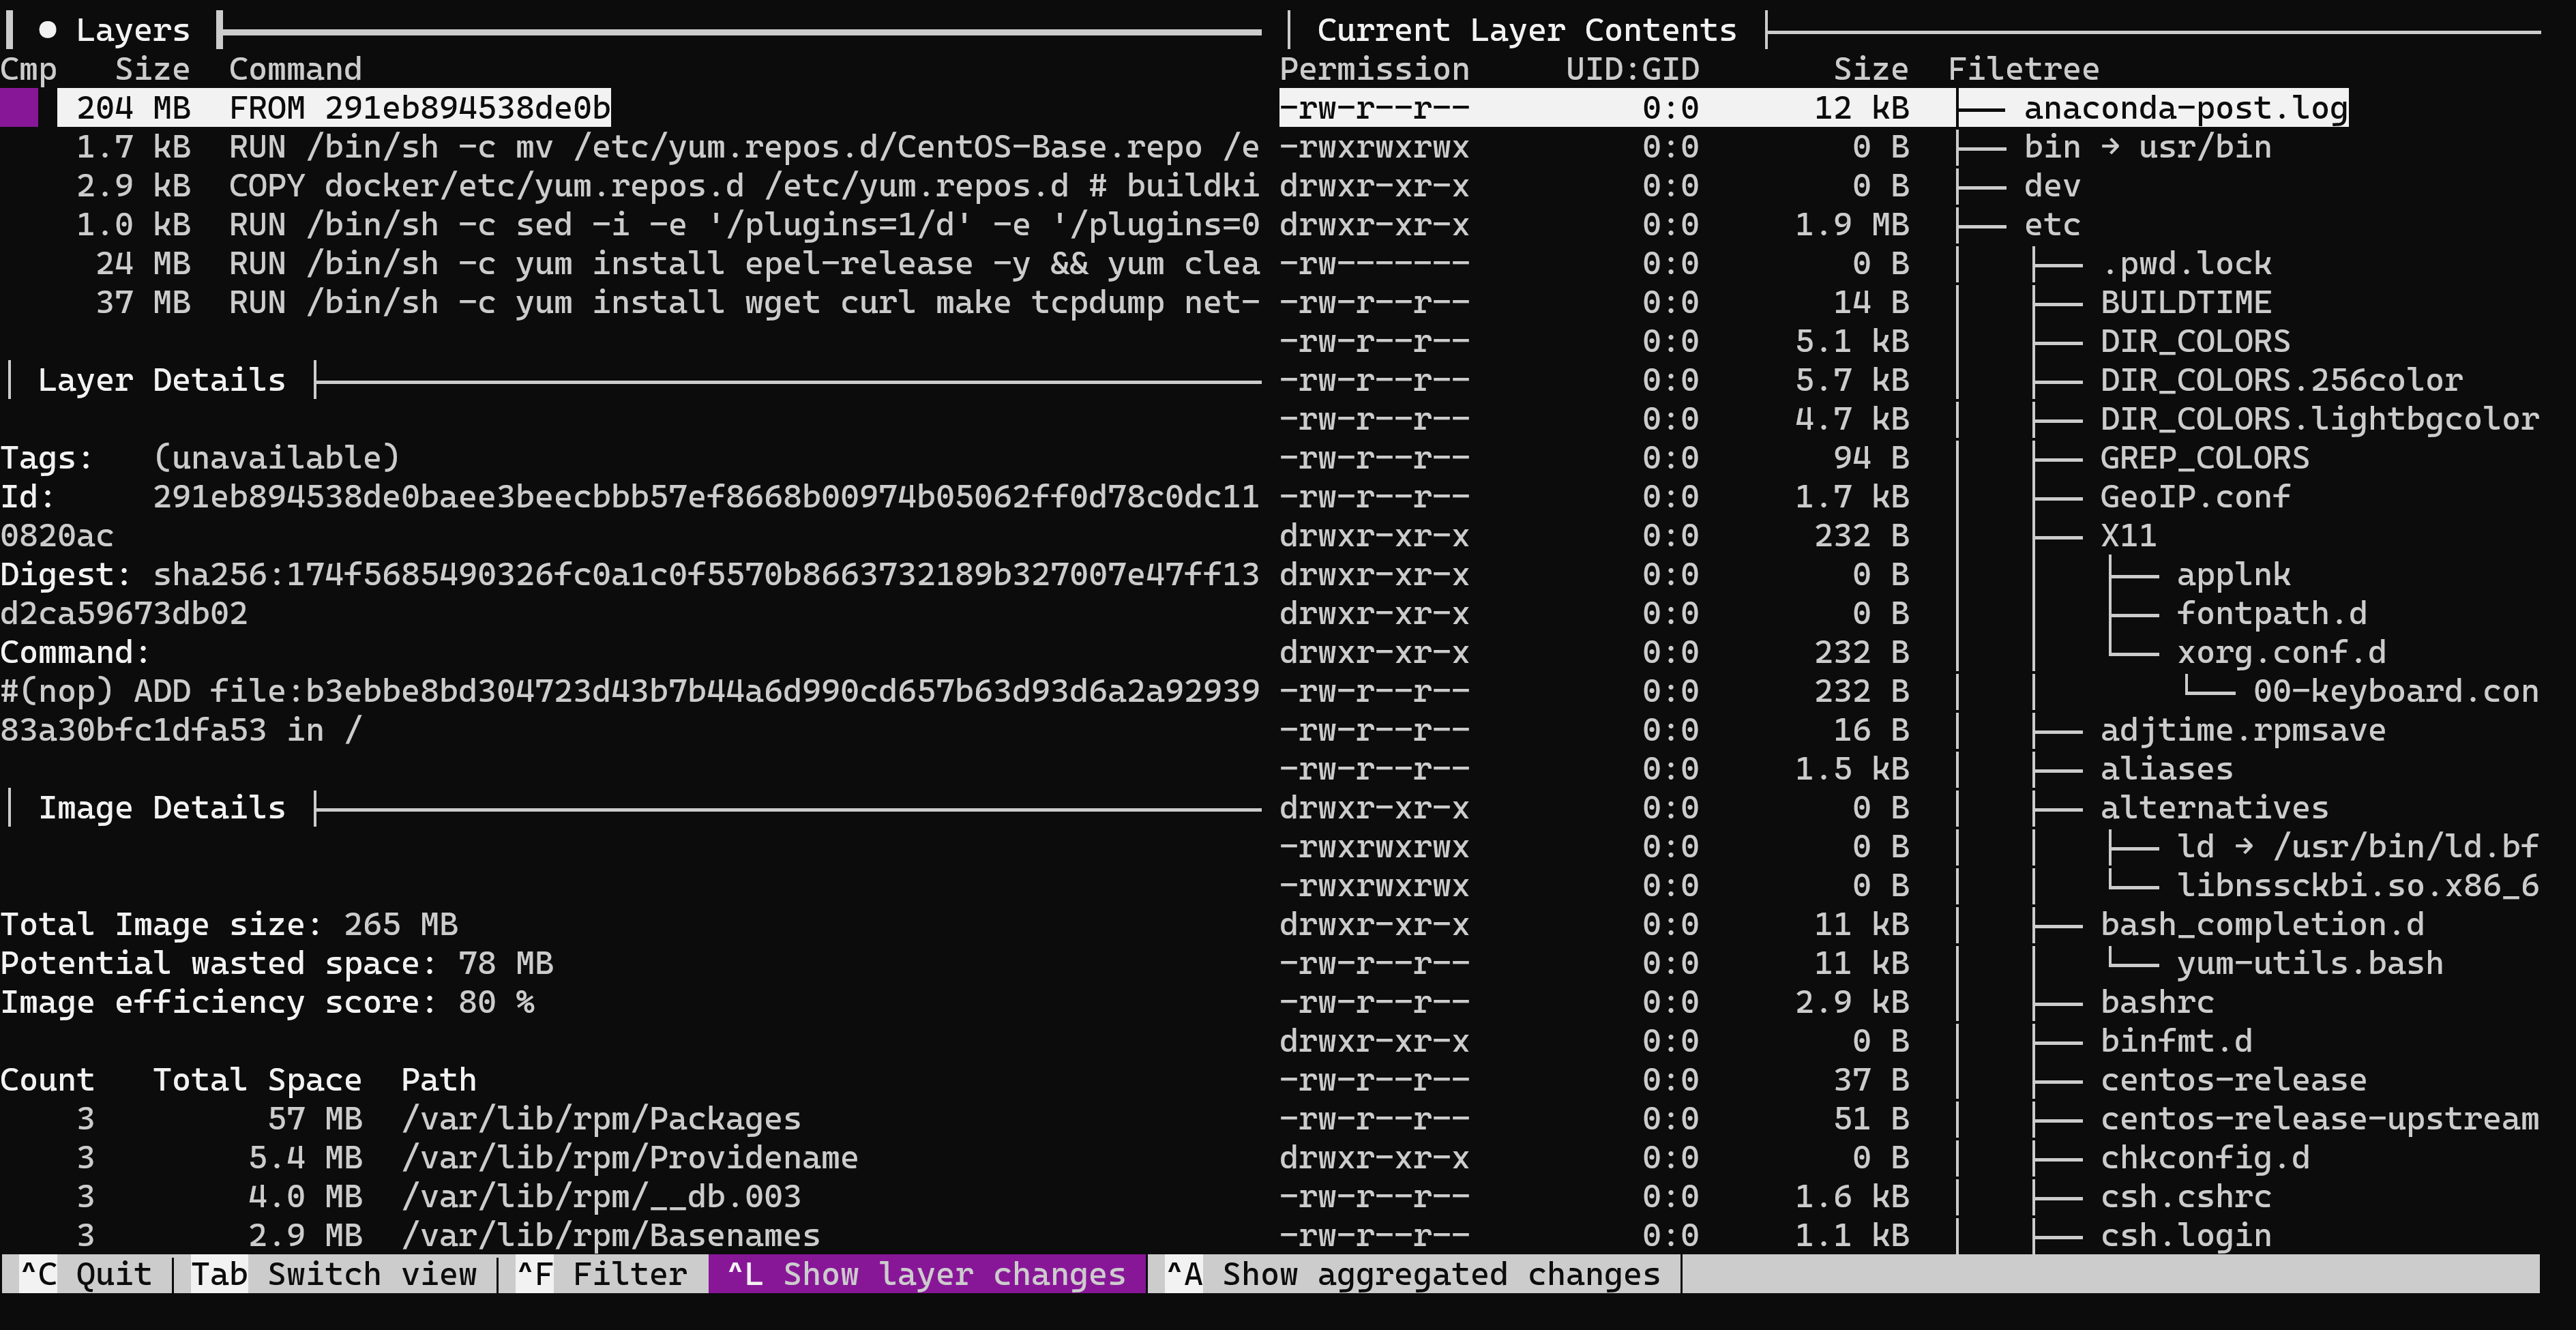 ● Layers
Cmp Size Command
204 MB FROM 291eb894538de0b
1.7 kB RUN /bin/sh -c mv /etc/yum.repos.d/CentOS-Base.repo /e
2.9 kB COPY docker/etc/yum.repos.d /etc/yum.repos.d # buildki
1.0 kB RUN /bin/sh -c sed -i -e '/plugins=1/d' -e '/plugins=0
24 MB RUN /bin/sh -c yum install epel-release -y && yum clea
37 MB RUN /bin/sh -c yum install wget curl make tcpdump net-
Layer Details
Tags: (unavailable)
Id: 291eb894538de0baee3beecbbb57ef8668b00974b05062ff0d78c0dc11
0820ac
Digest: sha256:174f5685490326fc0a1c0f5570b8663732189b327007e47ff13
d2ca59673db02
Command:
#(nop) ADD file:b3ebbe8bd304723d43b7b44a6d990cd657b63d93d6a2a92939
83a30bfc1dfa53 in /
Image Details
Total Image size: 265 MB
Potential wasted space: 78 MB
Image efficiency score: 80 %
Count Total Space Path
3 57 MB /var/lib/rpm/Packages
3 5.4 MB /var/lib/rpm/Providename
3 4.0 MB /var/lib/rpm/__db.003
3 2.9 MB /var/lib/rpm/Basenames
Current Layer Contents
Permission UID:GID Size Filetree
-rw-r--r-- 0:0 12 kB ├── anaconda-post.log
-rwxrwxrwx 0:0 0 B ├── bin → usr/bin
drwxr-xr-x 0:0 0 B ├── dev
drwxr-xr-x 0:0 1.9 MB ├── etc
-rw------- 0:0 0 B │ ├── .pwd.lock
-rw-r--r-- 0:0 14 B │ ├── BUILDTIME
-rw-r--r-- 0:0 5.1 kB │ ├── DIR_COLORS
-rw-r--r-- 0:0 5.7 kB │ ├── DIR_COLORS.256color
-rw-r--r-- 0:0 4.7 kB │ ├── DIR_COLORS.lightbgcolor
-rw-r--r-- 0:0 94 B │ ├── GREP_COLORS
-rw-r--r-- 0:0 1.7 kB │ ├── GeoIP.conf
drwxr-xr-x 0:0 232 B │ ├── X11
drwxr-xr-x 0:0 0 B │ │ ├── applnk
drwxr-xr-x 0:0 0 B │ │ ├── fontpath.d
drwxr-xr-x 0:0 232 B │ │ └── xorg.conf.d
-rw-r--r-- 0:0 232 B │ │ └── 00-keyboard.con
-rw-r--r-- 0:0 16 B │ ├── adjtime.rpmsave
-rw-r--r-- 0:0 1.5 kB │ ├── aliases
drwxr-xr-x 0:0 0 B │ ├── alternatives
-rwxrwxrwx 0:0 0 B │ │ ├── ld → /usr/bin/ld.bf
-rwxrwxrwx 0:0 0 B │ │ └── libnssckbi.so.x86_6
drwxr-xr-x 0:0 11 kB │ ├── bash_completion.d
-rw-r--r-- 0:0 11 kB │ │ └── yum-utils.bash
-rw-r--r-- 0:0 2.9 kB │ ├── bashrc
drwxr-xr-x 0:0 0 B │ ├── binfmt.d
-rw-r--r-- 0:0 37 B │ ├── centos-release
-rw-r--r-- 0:0 51 B │ ├── centos-release-upstream
drwxr-xr-x 0:0 0 B │ ├── chkconfig.d
-rw-r--r-- 0:0 1.6 kB │ ├── csh.cshrc
-rw-r--r-- 0:0 1.1 kB │ ├── csh.login
^C Quit | Tab Switch view | ^F Filter ^L Show layer changes | ^A Show aggregated changes |